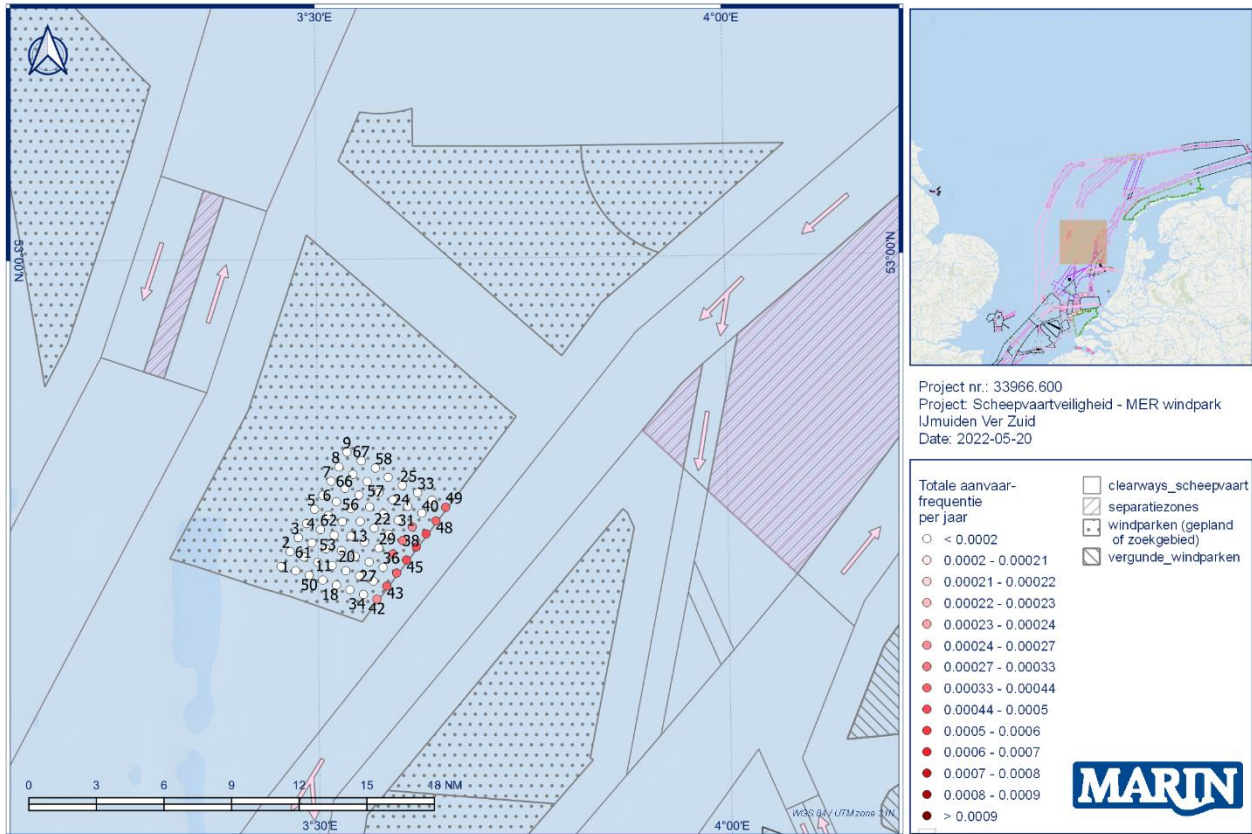 3°30'E
4°00'E
53°00'N
53°00'N
9
67
8
58
7
25
66
33
6
57
5
56
24
49
40
4
62
22
31
48
3
13
2
53
29
38
61
20
36
1
11
45
50
27
18
43
34
42
0
3
6
9
12
15
18 NM
3°30'E
4°00'E
Project nr.: 33966.600
Project: Scheepvaartveiligheid - MER windpark
IJmuiden Ver Zuid
Date: 2022-05-20
Totale aanvaar-
frequentie
per jaar
< 0.0002
0.0002 - 0.00021
0.00021 - 0.00022
0.00022 - 0.00023
0.00023 - 0.00024
0.00024 - 0.00027
0.00027 - 0.00033
0.00033 - 0.00044
0.00044 - 0.0005
0.0005 - 0.0006
0.0006 - 0.0007
0.0007 - 0.0008
0.0008 - 0.0009
> 0.0009
clearways_scheepvaart
separatiezones
windparken (gepland
of zoekgebied)
vergunde_windparken
MARIN